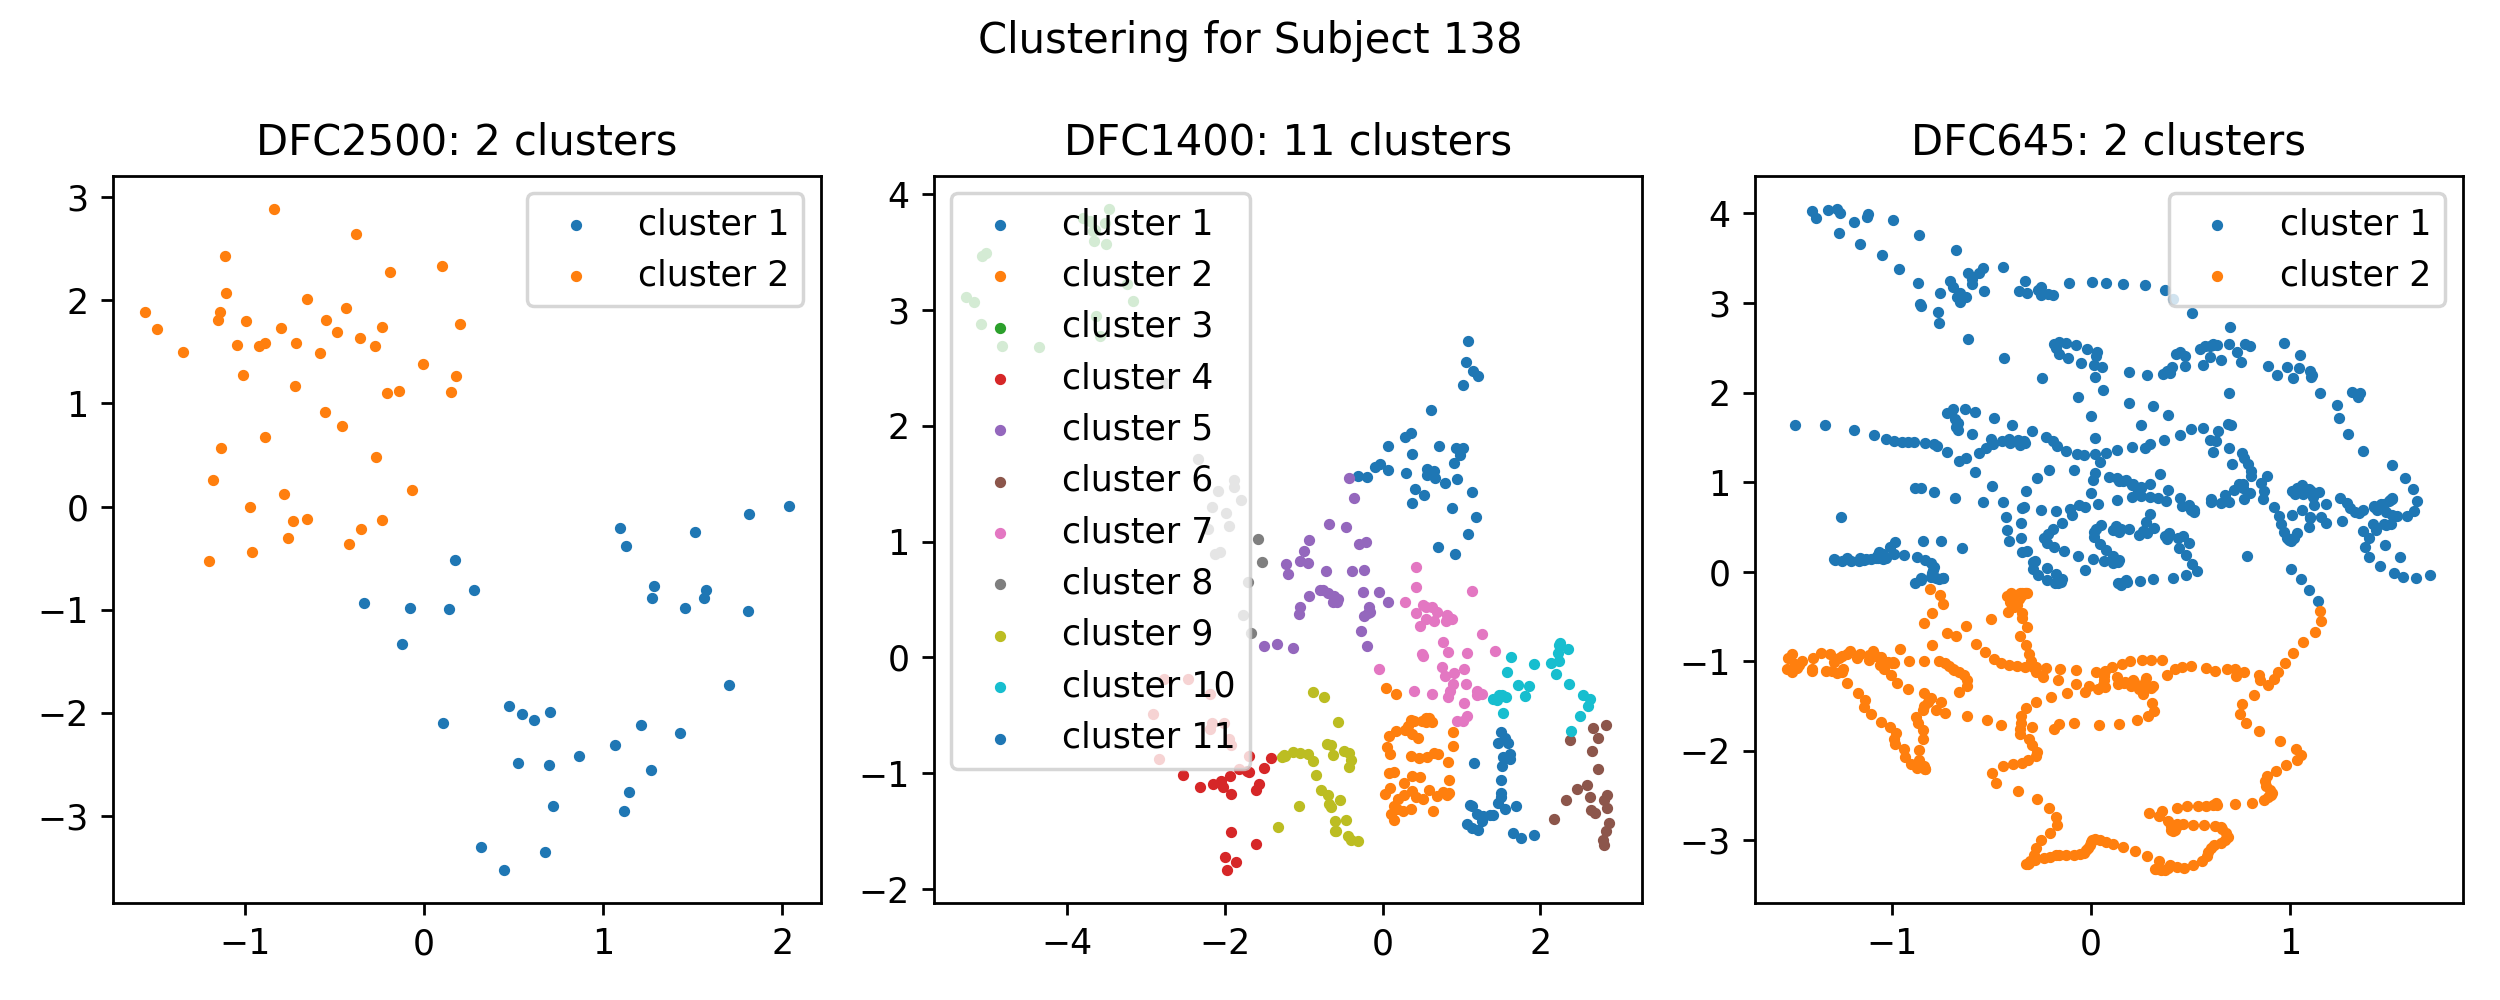 Clustering for Subject 138
DFC2500: 2 clusters
3
2
1
0
−1
−2
−3
−1
0
1
2
cluster 1
cluster 2
DFC1400: 11 clusters
4
3
2
1
0
−1
−2
−4
−2
0
2
cluster 1
cluster 2
cluster 3
cluster 4
cluster 5
cluster 6
cluster 7
cluster 8
cluster 9
cluster 10
cluster 11
DFC645: 2 clusters
4
3
2
1
0
−1
−2
−3
−1
0
1
cluster 1
cluster 2